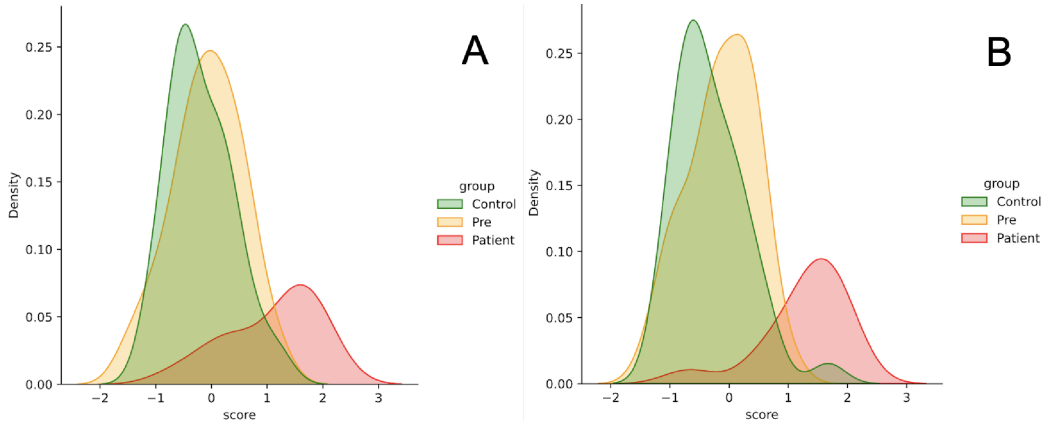 A
0.25
0.20
0.15
0.10
0.05
0.00
Density
−2 −1 0 1 2 3
score
group
Control
Pre
Patient
B
0.25
0.20
0.15
0.10
0.05
0.00
Density
−2 −1 0 1 2 3
score
group
Control
Pre
Patient